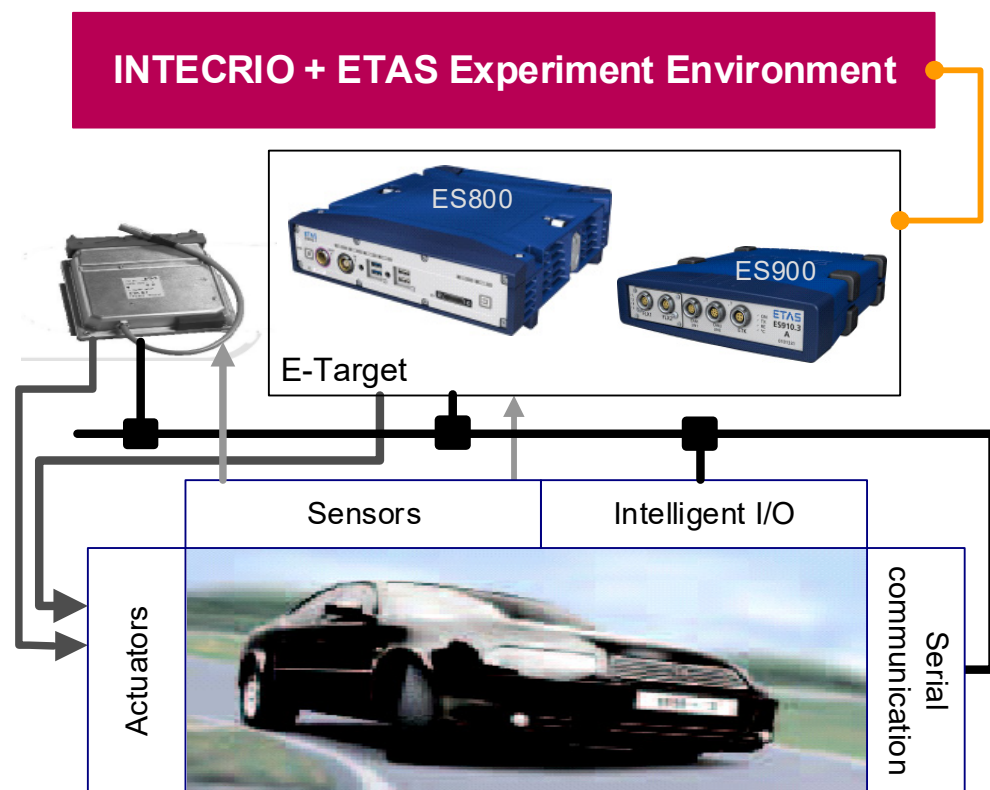 INTECRIO + ETAS Experiment Environment
ES800
ES900
ETAS
ES910.3
A
E-Target
Sensors
Intelligent I/O
Actuators
Serial
communication